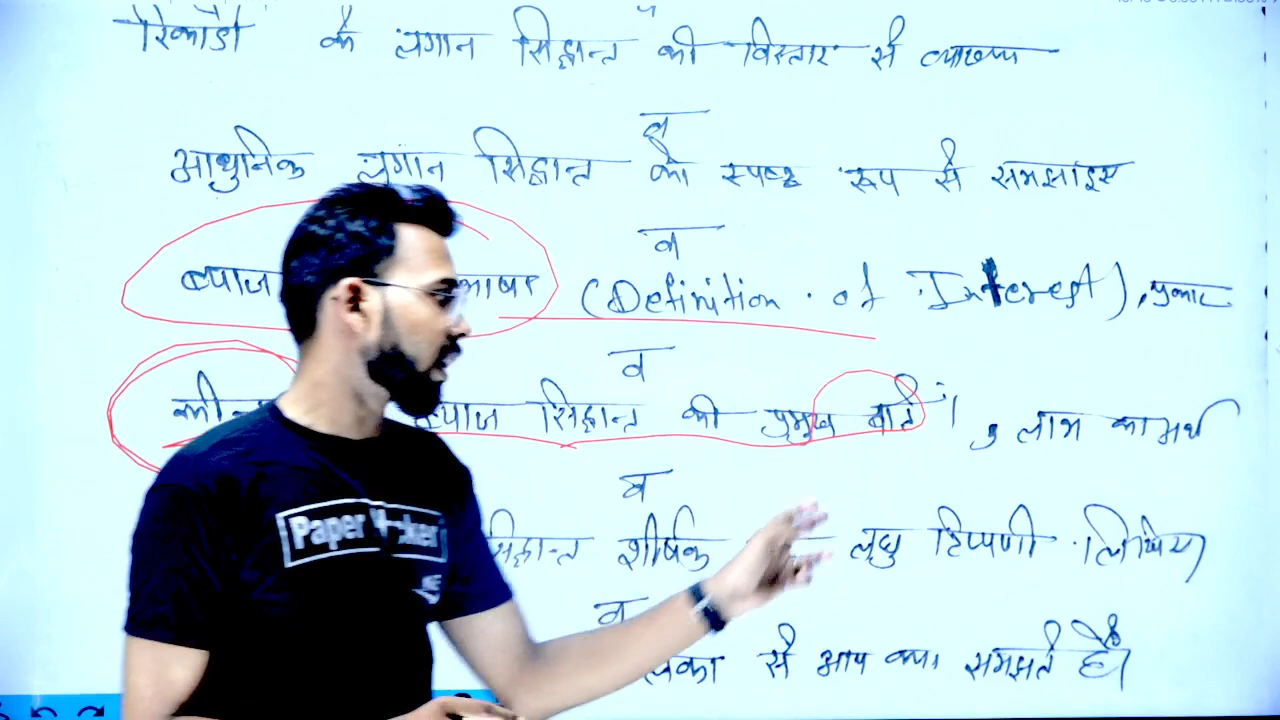 रिकार्डो के लगान सिद्धान्त की विस्तार से व्याख्या
व
आधुनिक लगान सिद्धान्त को स्पष्ट रूप से समझाइए
व
ब्याज (Definition of Interest), प्रकार
व
ब्याज सिद्धान्त की प्रमुख बातें, लाभ का अर्थ
व
सिद्धान्त शीर्षक लघु टिप्पणी लिखिए
व
से आप क्या समझते हैं
Paper